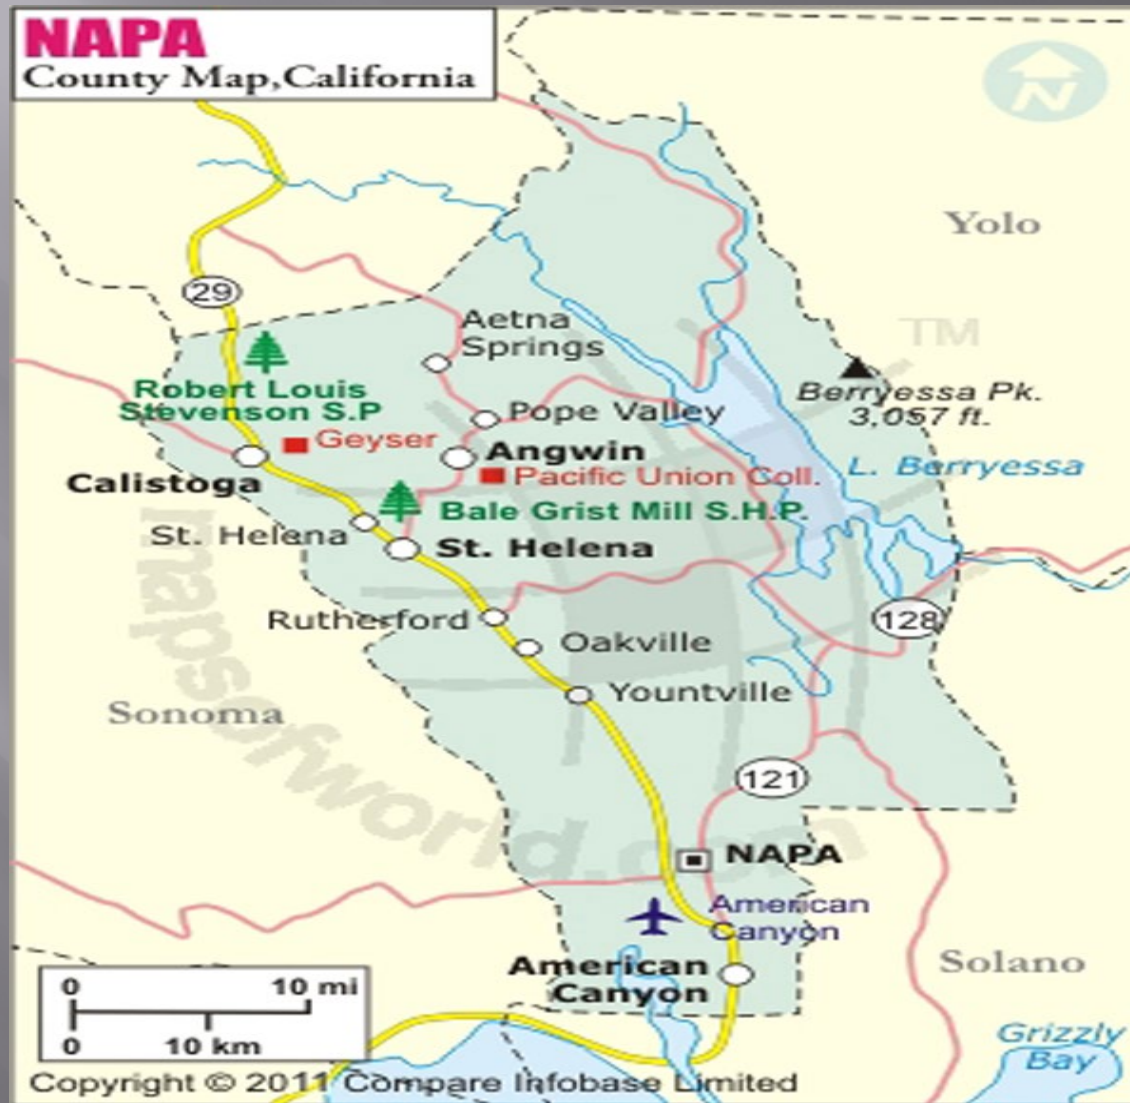 NAPA
County Map,California
N
Yolo
29
Aetna
Springs
TM
Robert Louis
Stevenson S.P
Berryessa Pk.
3,057 ft.
Pope Valley
Geyser
Angwin
L. Berryessa
Pacific Union Coll.
Calistoga
Bale Grist Mill S.H.P.
St. Helena
St. Helena
Rutherford
128
Oakville
Yountville
Sonoma
mapsofworld.com
121
NAPA
American
Canyon
American
Canyon
Solano
0 10 mi
0 10 km
Grizzly
Bay
Copyright © 2011 Compare Infobase Limited